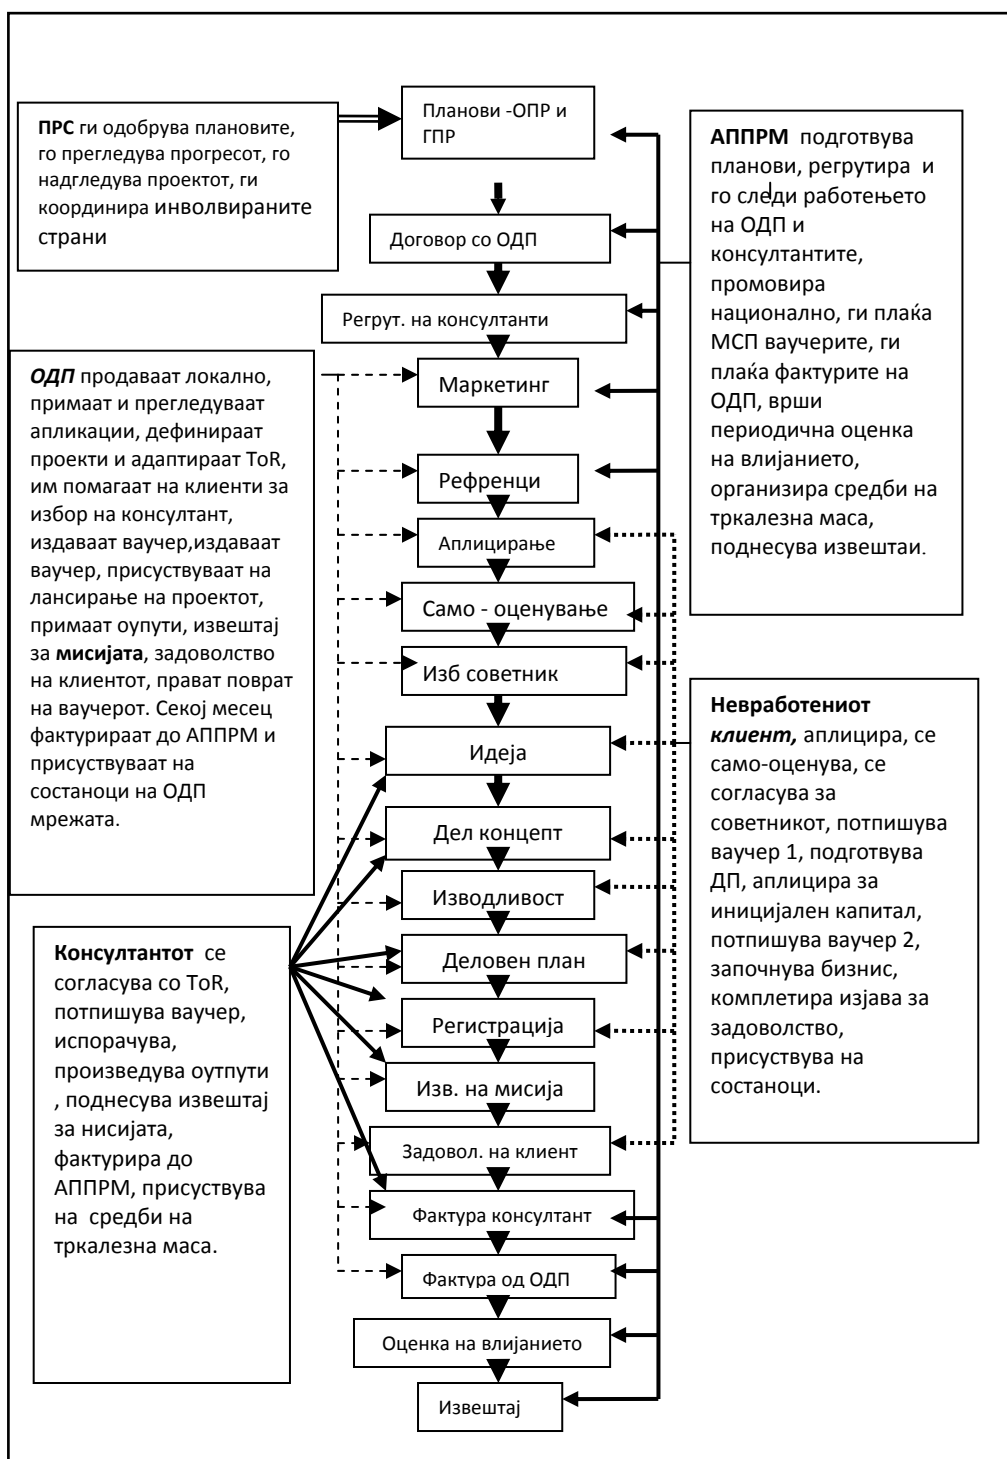 ПРС ги одобрува плановите,
го прегледува прогресот, го
надгледува проектот, ги
координира инволвираните
страни
Планови -ОПР и
ГПР
АППРМ подготвува
планови, регрутира и
го следи работењето
на ОДП и
консултантите,
промовира
национално, ги плаќа
МСП ваучерите, ги
плаќа фактурите на
ОДП, врши
периодична оценка
на влијанието,
организира средби на
тркалезна маса,
поднесува извештаи.
Договор со ОДП
Регрут. на консултанти
ОДП продаваат локално,
примаат и прегледуваат
апликации, дефинираат
проекти и адаптираат ToR,
им помагаат на клиенти за
избор на консултант,
издаваат ваучер,издаваат
ваучер, присуствуваат на
лансирање на проектот,
примаат оупути, извештај
за мисијата, задоволство
на клиентот, прават поврат
на ваучерот. Секој месец
фактурираат до АППРМ и
присуствуваат на
состаноци на ОДП
мрежата.
Маркетинг
Рефренци
Аплицирање
Само - оценување
Изб советник
Идеја
Дел концепт
Изводливост
Деловен план
Регистрација
Изв. на мисија
Задовол. на клиент
Фактура консултант
Фактура од ОДП
Оценка на влијанието
Извештај
Невработениот
клиент, аплицира, се
само-оценува, се
согласува за
советникот, потпишува
ваучер 1, подготвува
ДП, аплицира за
иницијален капитал,
потпишува ваучер 2,
започнува бизнис,
комплетира изјава за
задоволство,
присуствува на
состаноци.
Консултантот се
согласува со ToR,
потпишува ваучер,
испорачува,
произведува оутпути
, поднесува извештај
за нисијата,
фактурира до
АППРМ, присуствува
на средби на
тркалезна маса.